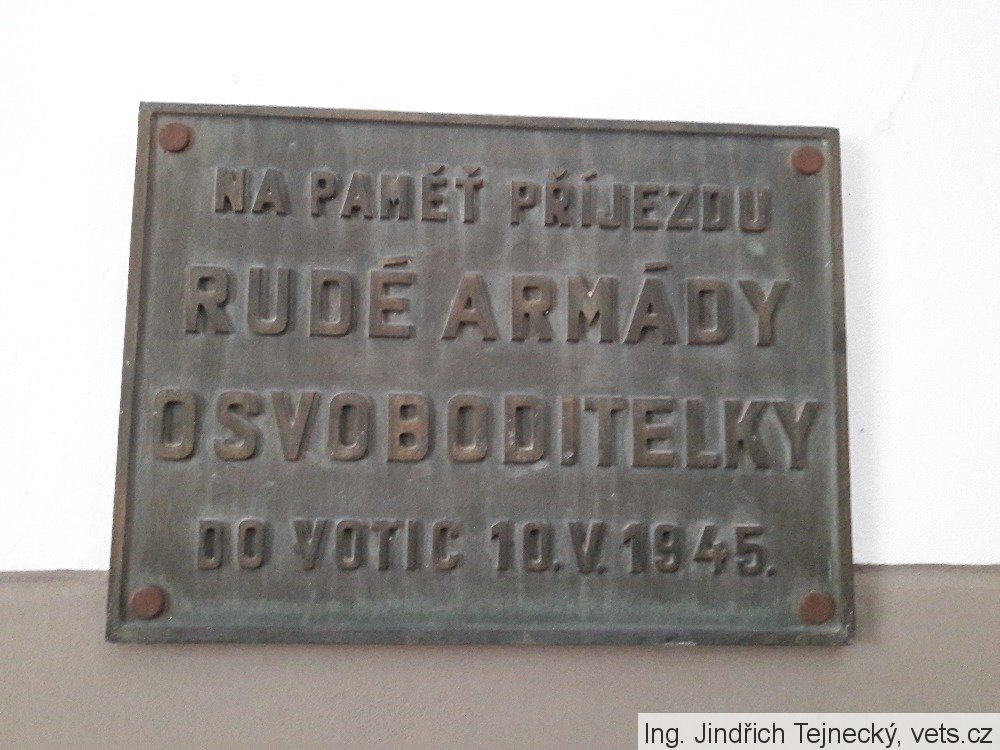 NA PAMĚŤ PŘÍJEZDU
RUDÉ ARMÁDY
OSVOBODITELKY
DO VOTIC 10.V.1945.
Ing. Jindřich Tejnecký, vets.cz